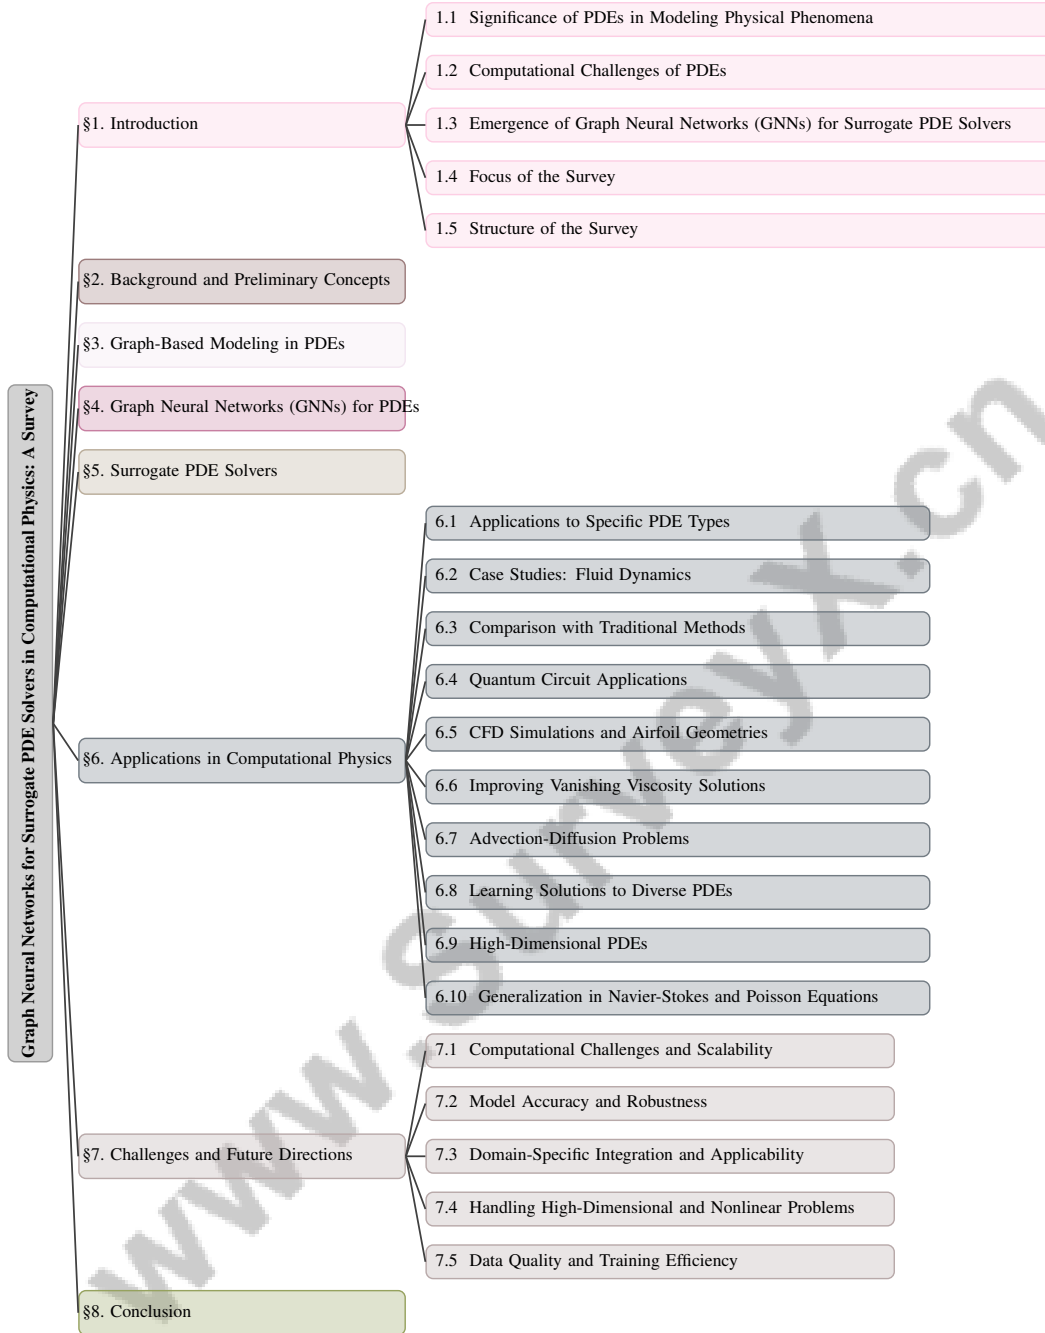 Graph Neural Networks for Surrogate PDE Solvers in Computational Physics: A Survey
§1. Introduction
1.1 Significance of PDEs in Modeling Physical Phenomena
1.2 Computational Challenges of PDEs
1.3 Emergence of Graph Neural Networks (GNNs) for Surrogate PDE Solvers
1.4 Focus of the Survey
1.5 Structure of the Survey
§2. Background and Preliminary Concepts
§3. Graph-Based Modeling in PDEs
§4. Graph Neural Networks (GNNs) for PDEs
§5. Surrogate PDE Solvers
§6. Applications in Computational Physics
6.1 Applications to Specific PDE Types
6.2 Case Studies: Fluid Dynamics
6.3 Comparison with Traditional Methods
6.4 Quantum Circuit Applications
6.5 CFD Simulations and Airfoil Geometries
6.6 Improving Vanishing Viscosity Solutions
6.7 Advection-Diffusion Problems
6.8 Learning Solutions to Diverse PDEs
6.9 High-Dimensional PDEs
6.10 Generalization in Navier-Stokes and Poisson Equations
§7. Challenges and Future Directions
7.1 Computational Challenges and Scalability
7.2 Model Accuracy and Robustness
7.3 Domain-Specific Integration and Applicability
7.4 Handling High-Dimensional and Nonlinear Problems
7.5 Data Quality and Training Efficiency
§8. Conclusion
www.SurveyX.cn